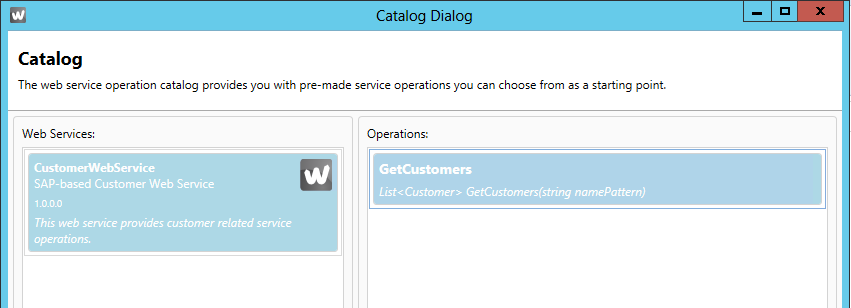 Catalog Dialog
Catalog
The web service operation catalog provides you with pre-made service operations you can choose from as a starting point.
Web Services:
CustomerWebService
SAP-based Customer Web Service
1.0.0.0
This web service provides customer related service
operations.
Operations:
GetCustomers
List<Customer> GetCustomers(string namePattern)